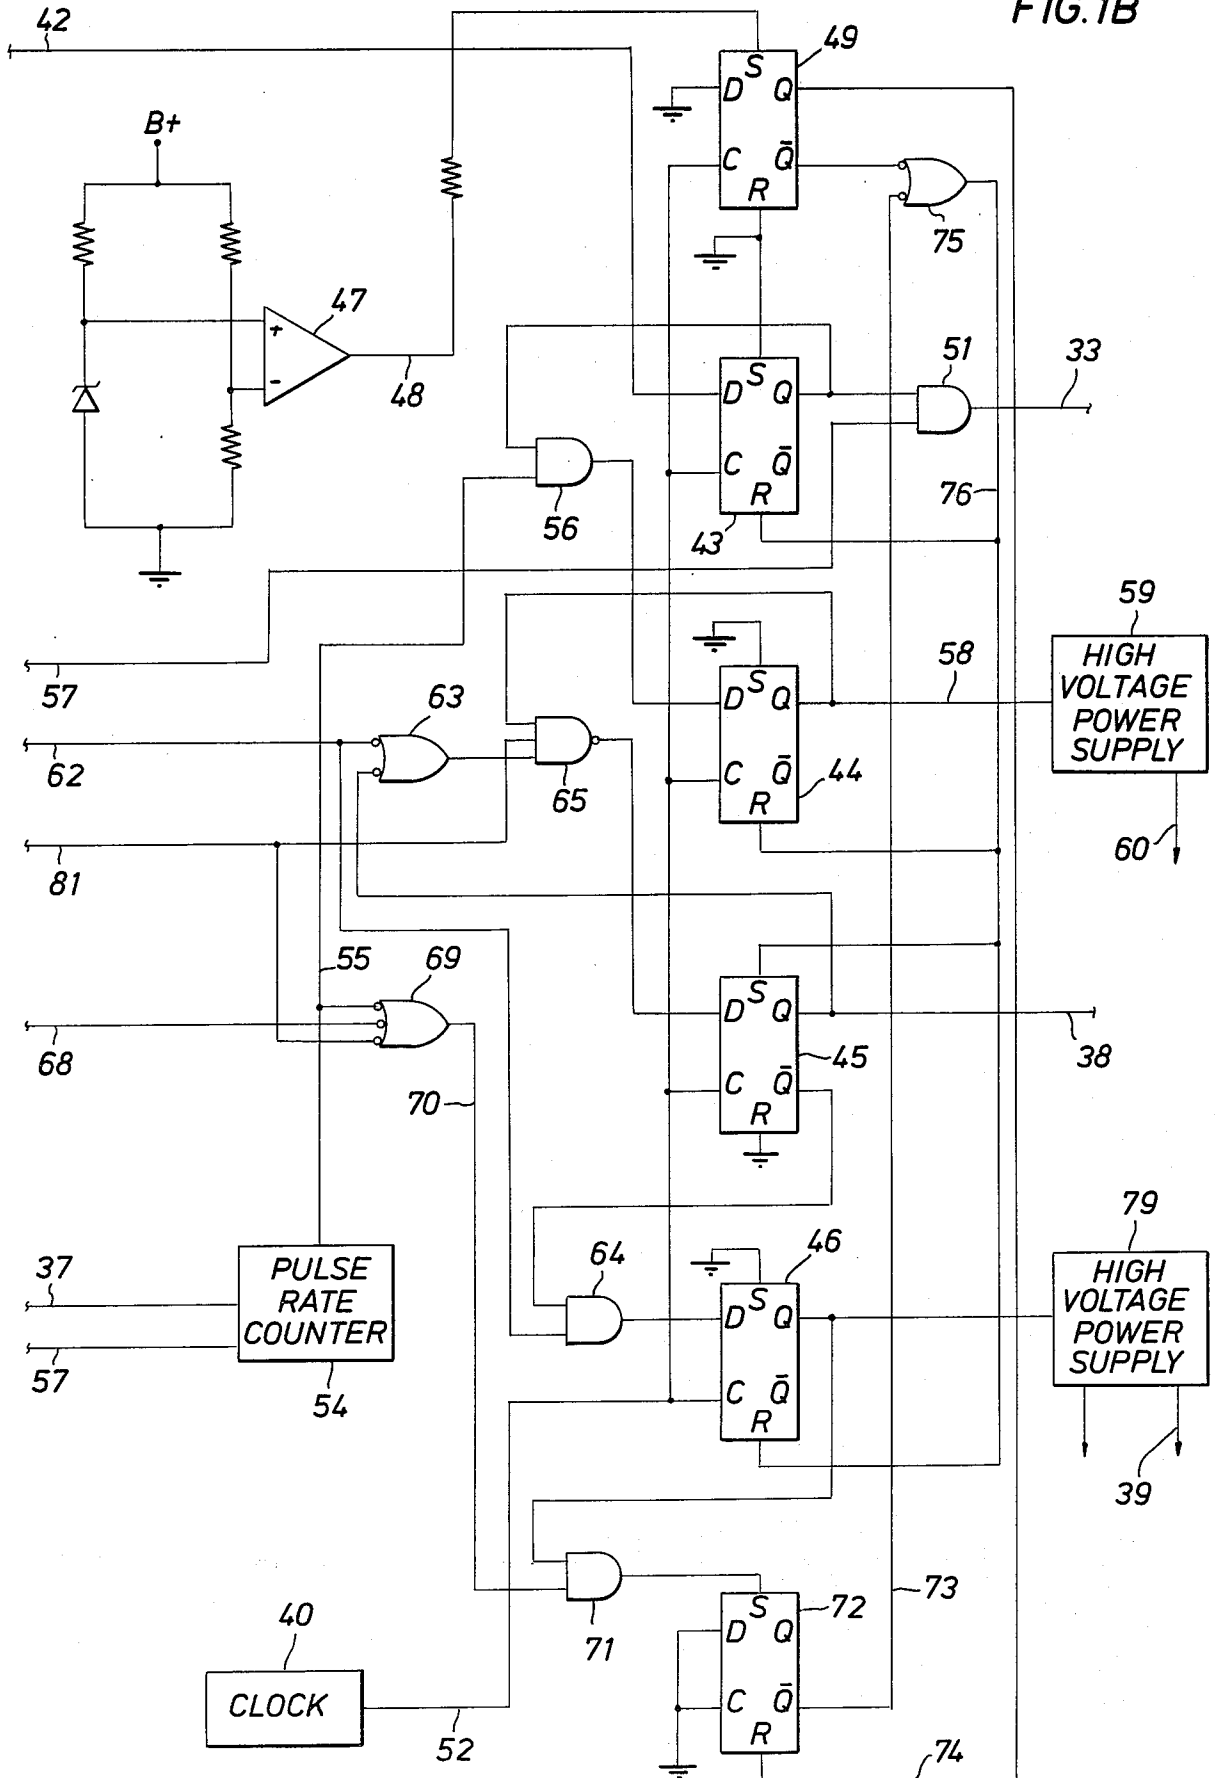 FIG.1B
42
49
S
D Q
B+
C Q̄
R
75
47
+
-
48
51
33
S
D Q
C Q̄
R
56
43
76
57
59
HIGH
VOLTAGE
POWER
SUPPLY
58
S
D Q
63
62
65
C Q̄
44
R
60
81
55
69
S
D Q
68
45
38
C Q̄
70
R
79
HIGH
VOLTAGE
POWER
SUPPLY
37
PULSE
RATE
COUNTER
64
46
S
D Q
57
54
C Q̄
R
39
40
CLOCK
71
S
D Q
72
73
C Q̄
R
52
74